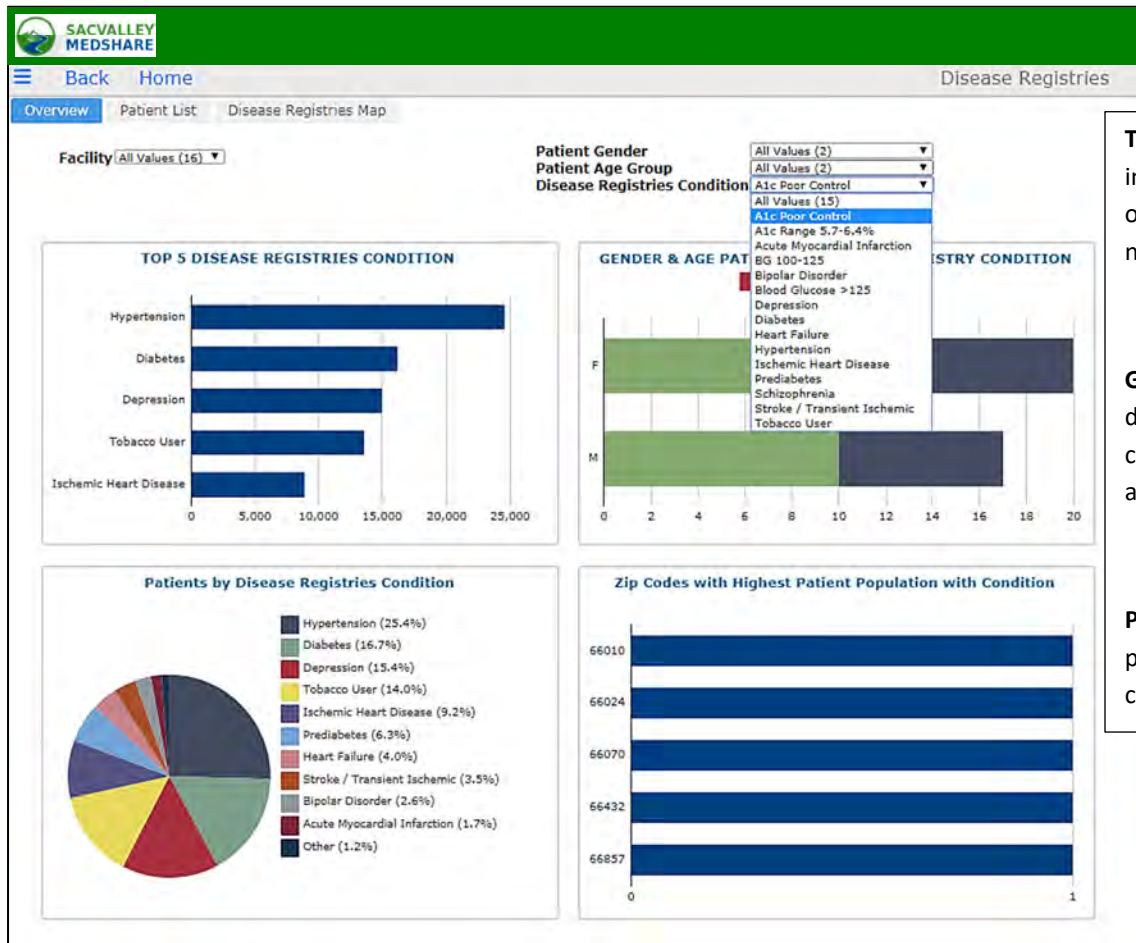 SACVALLEY
MEDSHARE
Back Home
Disease Registries
Overview Patient List Disease Registries Map
Facility All Values (16)
Patient Gender All Values (2)
Patient Age Group All Values (2)
Disease Registries Condition A1c Poor Control
All Values (15)
A1c Poor Control
A1c Range 5.7-6.4%
Acute Myocardial Infarction
BG 100-125
Bipolar Disorder
Blood Glucose >125
Depression
Diabetes
Heart Failure
Hypertension
Ischemic Heart Disease
Prediabetes
Schizophrenia
Stroke / Transient Ischemic
Tobacco User
TOP 5 DISEASE REGISTRIES CONDITION
Hypertension
Diabetes
Depression
Tobacco User
Ischemic Heart Disease
0 5,000 10,000 15,000 20,000 25,000
GENDER & AGE PAT STRY CONDITION
F
M
0 2 4 6 8 10 12 14 16 18 20
Patients by Disease Registries Condition
Hypertension (25.4%)
Diabetes (16.7%)
Depression (15.4%)
Tobacco User (14.0%)
Ischemic Heart Disease (9.2%)
Prediabetes (6.3%)
Heart Failure (4.0%)
Stroke / Transient Ischemic (3.5%)
Bipolar Disorder (2.6%)
Acute Myocardial Infarction (1.7%)
Other (1.2%)
Zip Codes with Highest Patient Population with Condition
66010
66024
66070
66432
66857
0 1